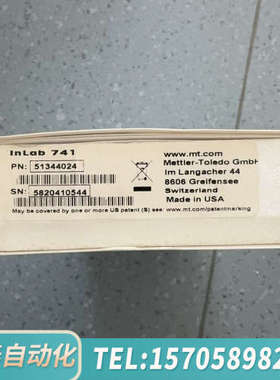 InLab 741
PN: 51344024
SN: 5820410544
www.mt.com
Mettler-Toledo GmbH
Im Langacher 44
8606 Greifensee
Switzerland
Made in USA
May be covered by one or more US patent (S) see: www.mt.com/patentmarking
自动化
TEL:157058982